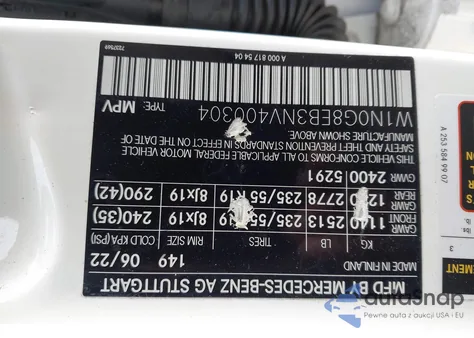 MFD BY MERCEDES-BENZ AG STUTTGART
MADE IN FINLAND 06/22 149
KG LB TIRES RIM SIZE COLD KPA (PSI)
FRONT GAWR 1140 2513 235/55 R19 8Jx19 240(35)
REAR GAWR 2778 235/55 R19 8Jx19 290(42)
GVWR 2400 5291
THIS VEHICLE CONFORMS TO ALL APPLICABLE FEDERAL MOTOR VEHICLE
SAFETY AND THEFT PREVENTION STANDARDS IN EFFECT ON THE DATE OF
MANUFACTURE SHOWN ABOVE.
W1N0G8EB3NV400304 TYPE: MPV
A 000 817 54 04
A 253 584 99 07
3
autosnap
Pewne auta z aukcji USA - EU